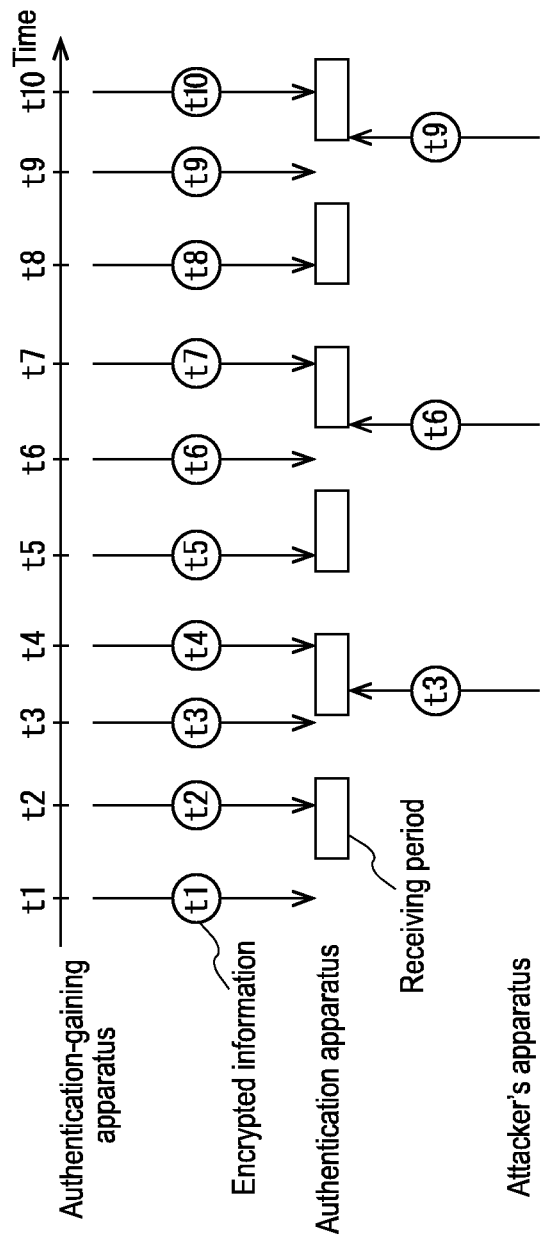 t1
t2
t3
t4
t5
t6
t7
t8
t9
t10
Time
Authentication-gaining
apparatus
t1
t2
t3
t4
t5
t6
t7
t8
t9
t10
Encrypted information
Authentication apparatus
Receiving period
t3
t6
t9
Attacker's apparatus